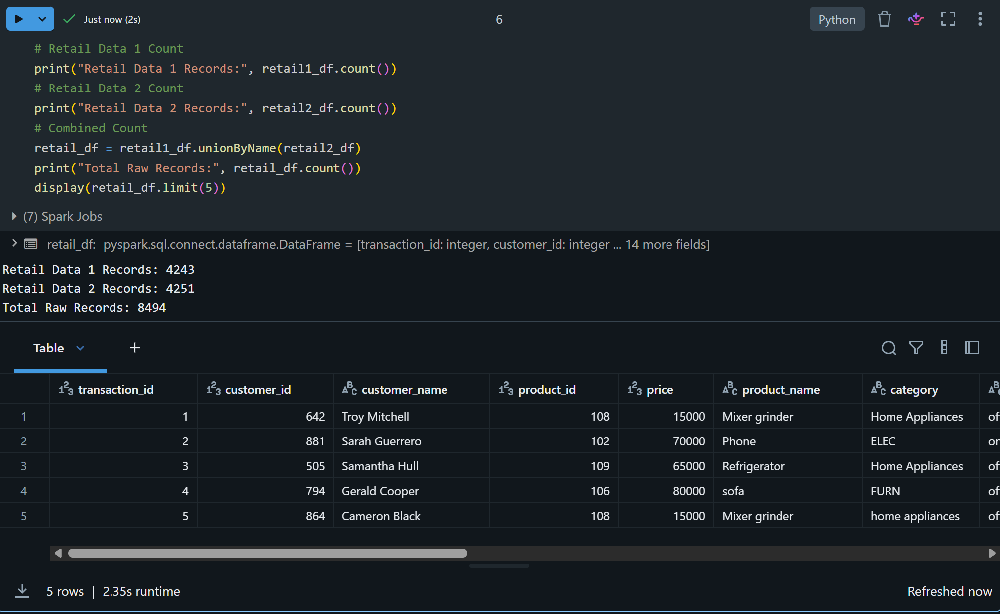 Just now (2s)
6
Python
# Retail Data 1 Count
print("Retail Data 1 Records:", retail1_df.count())
# Retail Data 2 Count
print("Retail Data 2 Records:", retail2_df.count())
# Combined Count
retail_df = retail1_df.unionByName(retail2_df)
print("Total Raw Records:", retail_df.count())
display(retail_df.limit(5))
(7) Spark Jobs
retail_df: pyspark.sql.connect.dataframe.DataFrame = [transaction_id: integer, customer_id: integer ... 14 more fields]
Retail Data 1 Records: 4243
Retail Data 2 Records: 4251
Total Raw Records: 8494
Table +
123 transaction_id 123 customer_id ABC customer_name 123 product_id 123 price ABC product_name ABC category
1 1 642 Troy Mitchell 108 15000 Mixer grinder Home Appliances
2 2 881 Sarah Guerrero 102 70000 Phone ELEC
3 3 505 Samantha Hull 109 65000 Refrigerator Home Appliances
4 4 794 Gerald Cooper 106 80000 sofa FURN
5 5 864 Cameron Black 108 15000 Mixer grinder home appliances
5 rows | 2.35s runtime
Refreshed now